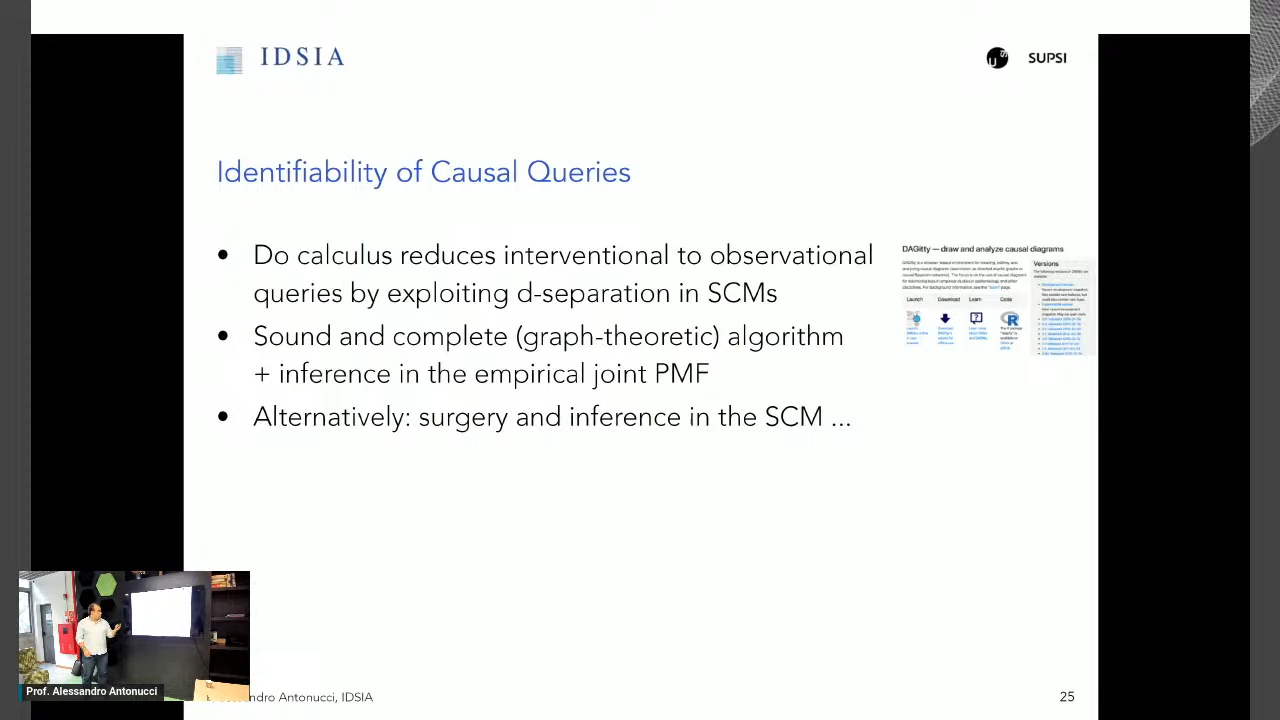 IDSIA
SUPSI
Identifiability of Causal Queries
Do calculus reduces interventional to observational
queries by exploiting d-separation in SCMs
Sound and complete (graph-theoretic) algorithm
+ inference in the empirical joint PMF
Alternatively: surgery and inference in the SCM ...
DAGitty — draw and analyze causal diagrams
Versions
Launch Download Learn Code
Prof. Alessandro Antonucci
ndro Antonucci, IDSIA
25